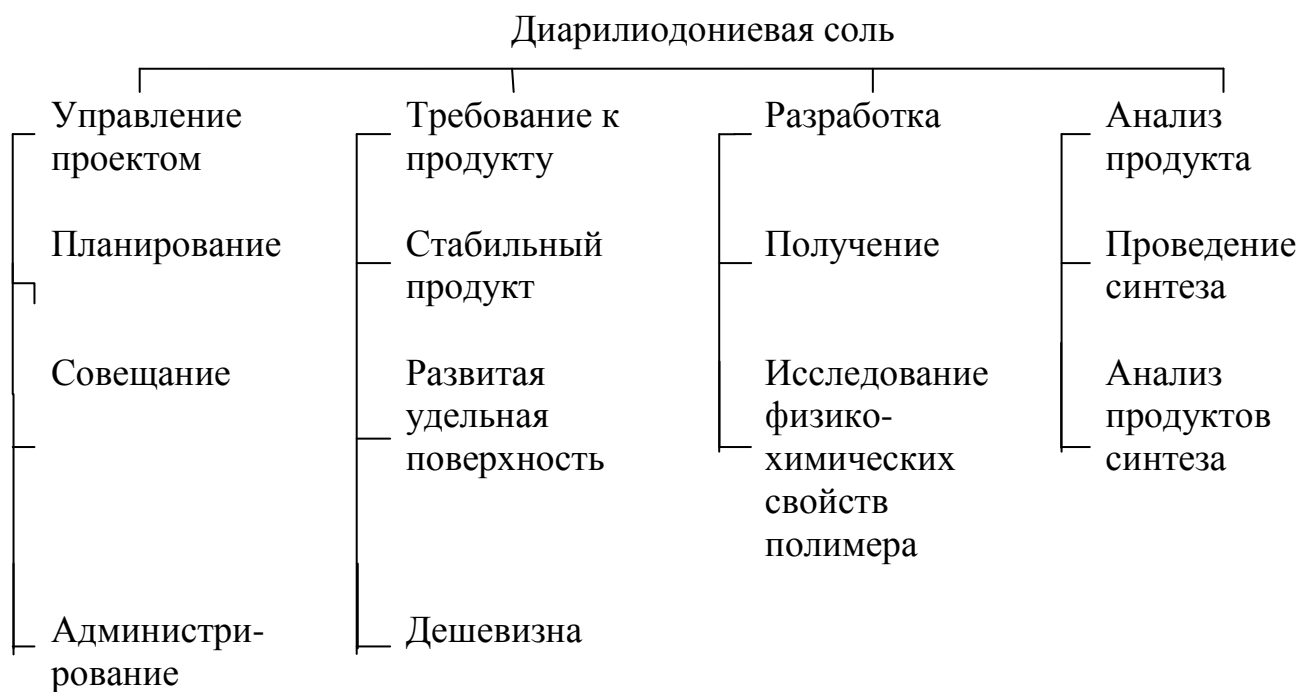 Диарилиодониевая соль
Управление
проектом
Планирование
Совещание
Администри-
рование
Требование к
продукту
Стабильный
продукт
Развитая
удельная
поверхность
Дешевизна
Разработка
Получение
Исследование
физико-
химических
свойств
полимера
Анализ
продукта
Проведение
синтеза
Анализ
продуктов
синтеза